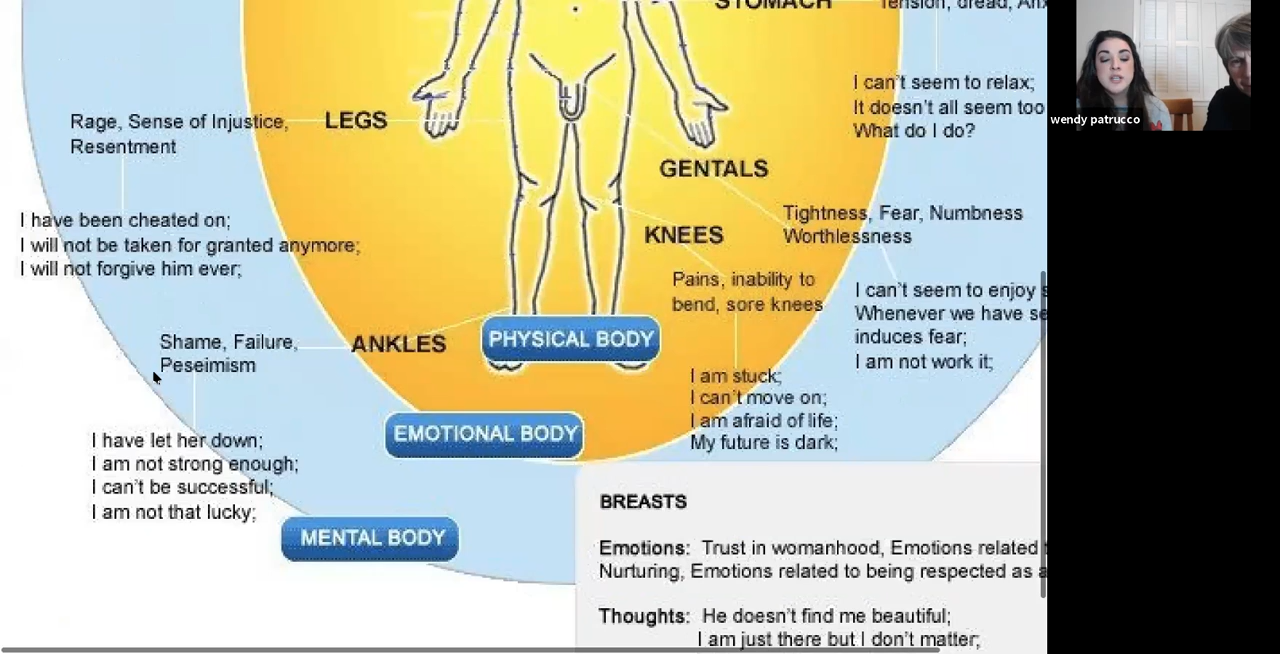 STOMACH
Tension, dread,
I can't seem to relax;
It doesn't all seem too
What do I do?
wendy patrucco
Rage, Sense of Injustice,
Resentment
LEGS
GENTALS
I have been cheated on;
I will not be taken for granted anymore;
I will not forgive him ever;
Tightness, Fear, Numbness
Worthlessness
KNEES
Pains, inability to
bend, sore knees
I can't seem to enjoy
Whenever we have
induces fear;
I am not work it;
Shame, Failure,
Peseimism
ANKLES
PHYSICAL BODY
I am stuck;
I can't move on;
I am afraid of life;
My future is dark;
EMOTIONAL BODY
I have let her down;
I am not strong enough;
I can't be successful;
I am not that lucky;
MENTAL BODY
BREASTS
Emotions: Trust in womanhood, Emotions related
Nurturing, Emotions related to being respected as
Thoughts: He doesn't find me beautiful;
I am just there but I don't matter;